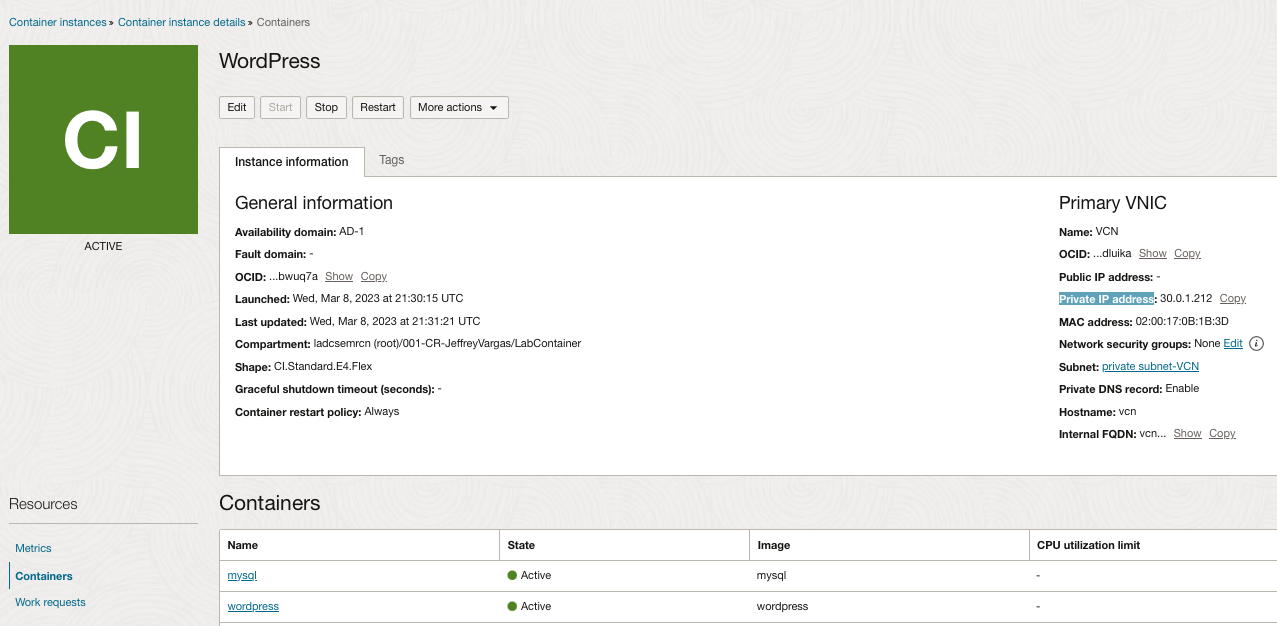 Container instances » Container instance details » Containers
CI
ACTIVE
WordPress
Edit Start Stop Restart More actions
Instance information Tags
General information
Availability domain: AD-1
Fault domain: -
OCID: ...bwuq7a Show Copy
Launched: Wed, Mar 8, 2023 at 21:30:15 UTC
Last updated: Wed, Mar 8, 2023 at 21:31:21 UTC
Compartment: ladcsemrcn (root)/001-CR-JeffreyVargas/LabContainer
Shape: CI.Standard.E4.Flex
Graceful shutdown timeout (seconds): -
Container restart policy: Always
Primary VNIC
Name: VCN
OCID: ...dluika Show Copy
Public IP address: -
Private IP address: 30.0.1.212 Copy
MAC address: 02:00:17:0B:1B:3D
Network security groups: None Edit i
Subnet: private subnet-VCN
Private DNS record: Enable
Hostname: vcn
Internal FQDN: vcn... Show Copy
Resources
Metrics
Containers
Work requests
Containers
Name State Image CPU utilization limit
mysql Active mysql -
wordpress Active wordpress -